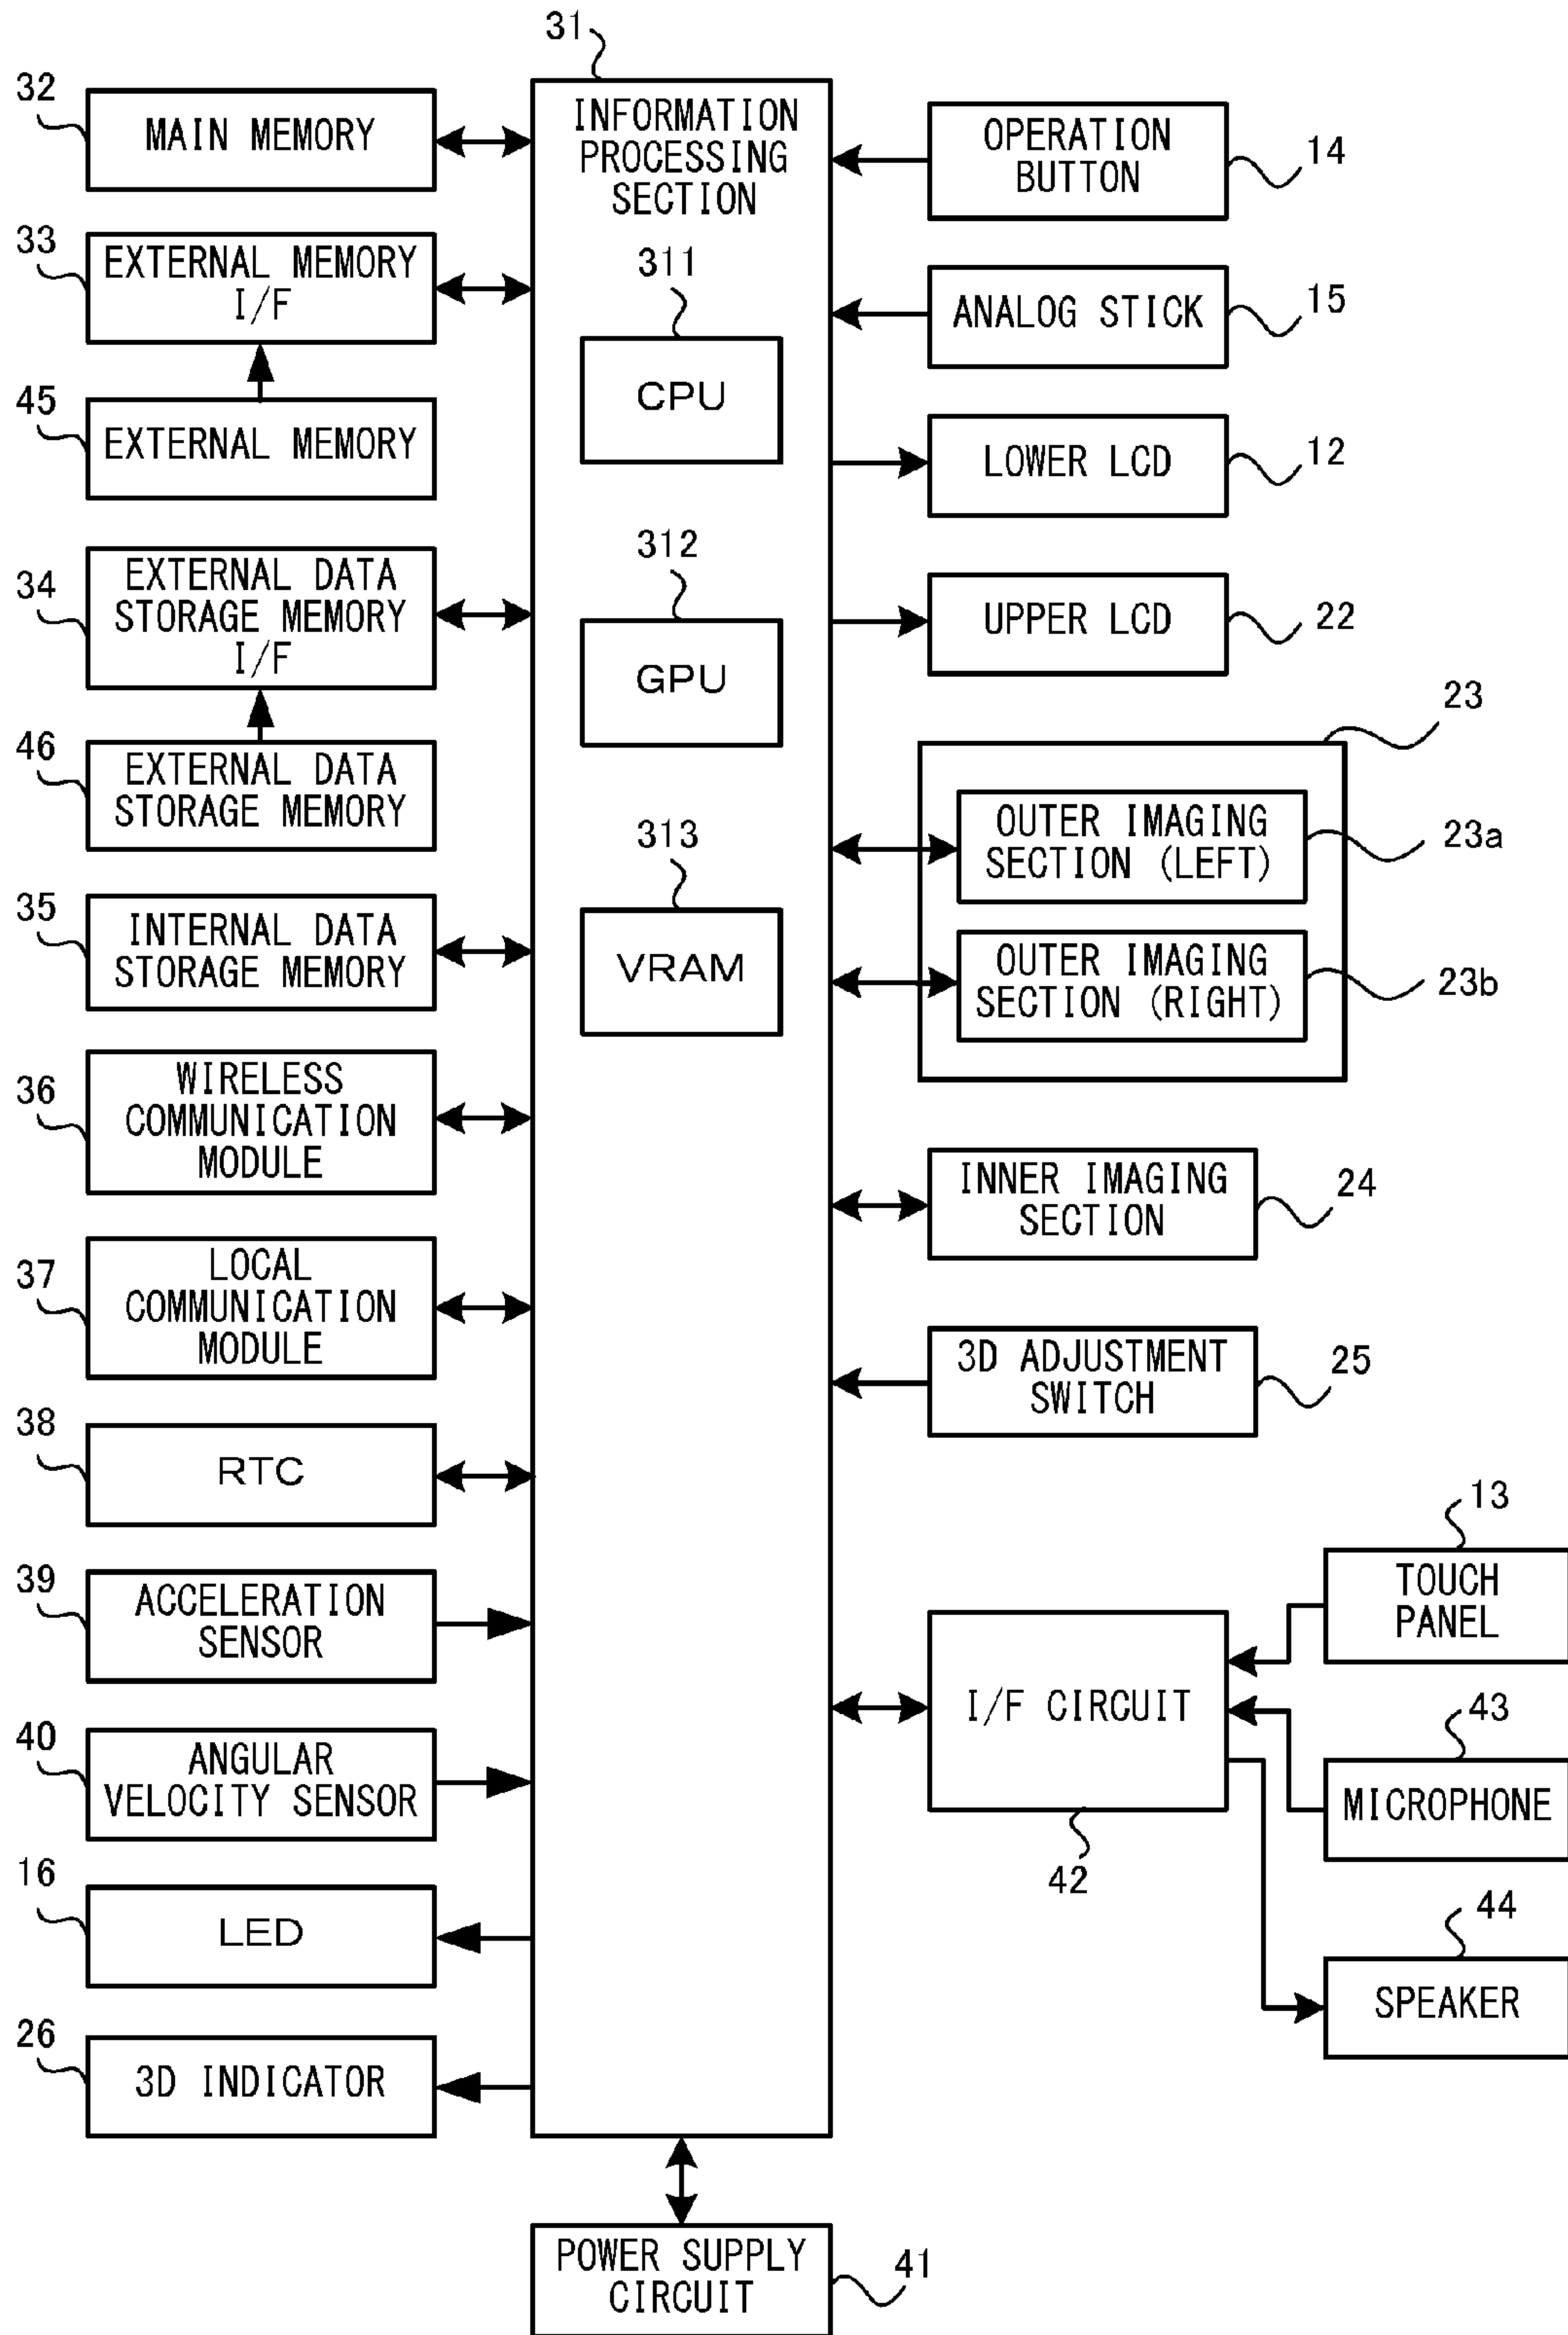 31
INFORMATION
PROCESSING
SECTION
311
CPU
312
GPU
313
VRAM
32
MAIN MEMORY
33
EXTERNAL MEMORY
I/F
45
EXTERNAL MEMORY
34
EXTERNAL DATA
STORAGE MEMORY
I/F
46
EXTERNAL DATA
STORAGE MEMORY
35
INTERNAL DATA
STORAGE MEMORY
36
WIRELESS
COMMUNICATION
MODULE
37
LOCAL
COMMUNICATION
MODULE
38
RTC
39
ACCELERATION
SENSOR
40
ANGULAR
VELOCITY SENSOR
16
LED
26
3D INDICATOR
OPERATION
BUTTON
14
ANALOG STICK
15
LOWER LCD
12
UPPER LCD
22
23
OUTER IMAGING
SECTION (LEFT)
23a
OUTER IMAGING
SECTION (RIGHT)
23b
INNER IMAGING
SECTION
24
3D ADJUSTMENT
SWITCH
25
13
TOUCH
PANEL
I/F CIRCUIT
42
43
MICROPHONE
44
SPEAKER
POWER SUPPLY
CIRCUIT
41